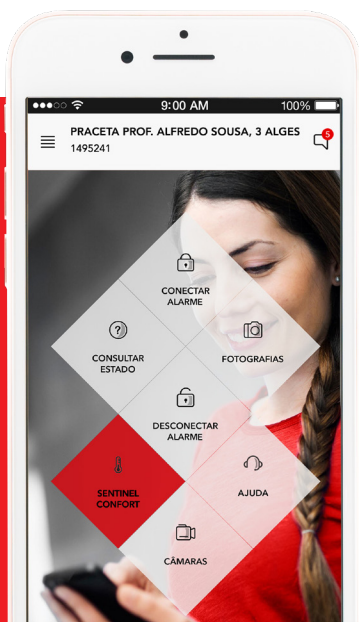 9:00 AM
100%
PRACETA PROF. ALFREDO SOUSA, 3 ALGES
5
1495241
CONECTAR
ALARME
?
CONSULTAR
ESTADO
FOTOGRAFIAS
DESCONECTAR
ALARME
SENTINEL
CONFORT
AJUDA
CÂMARAS